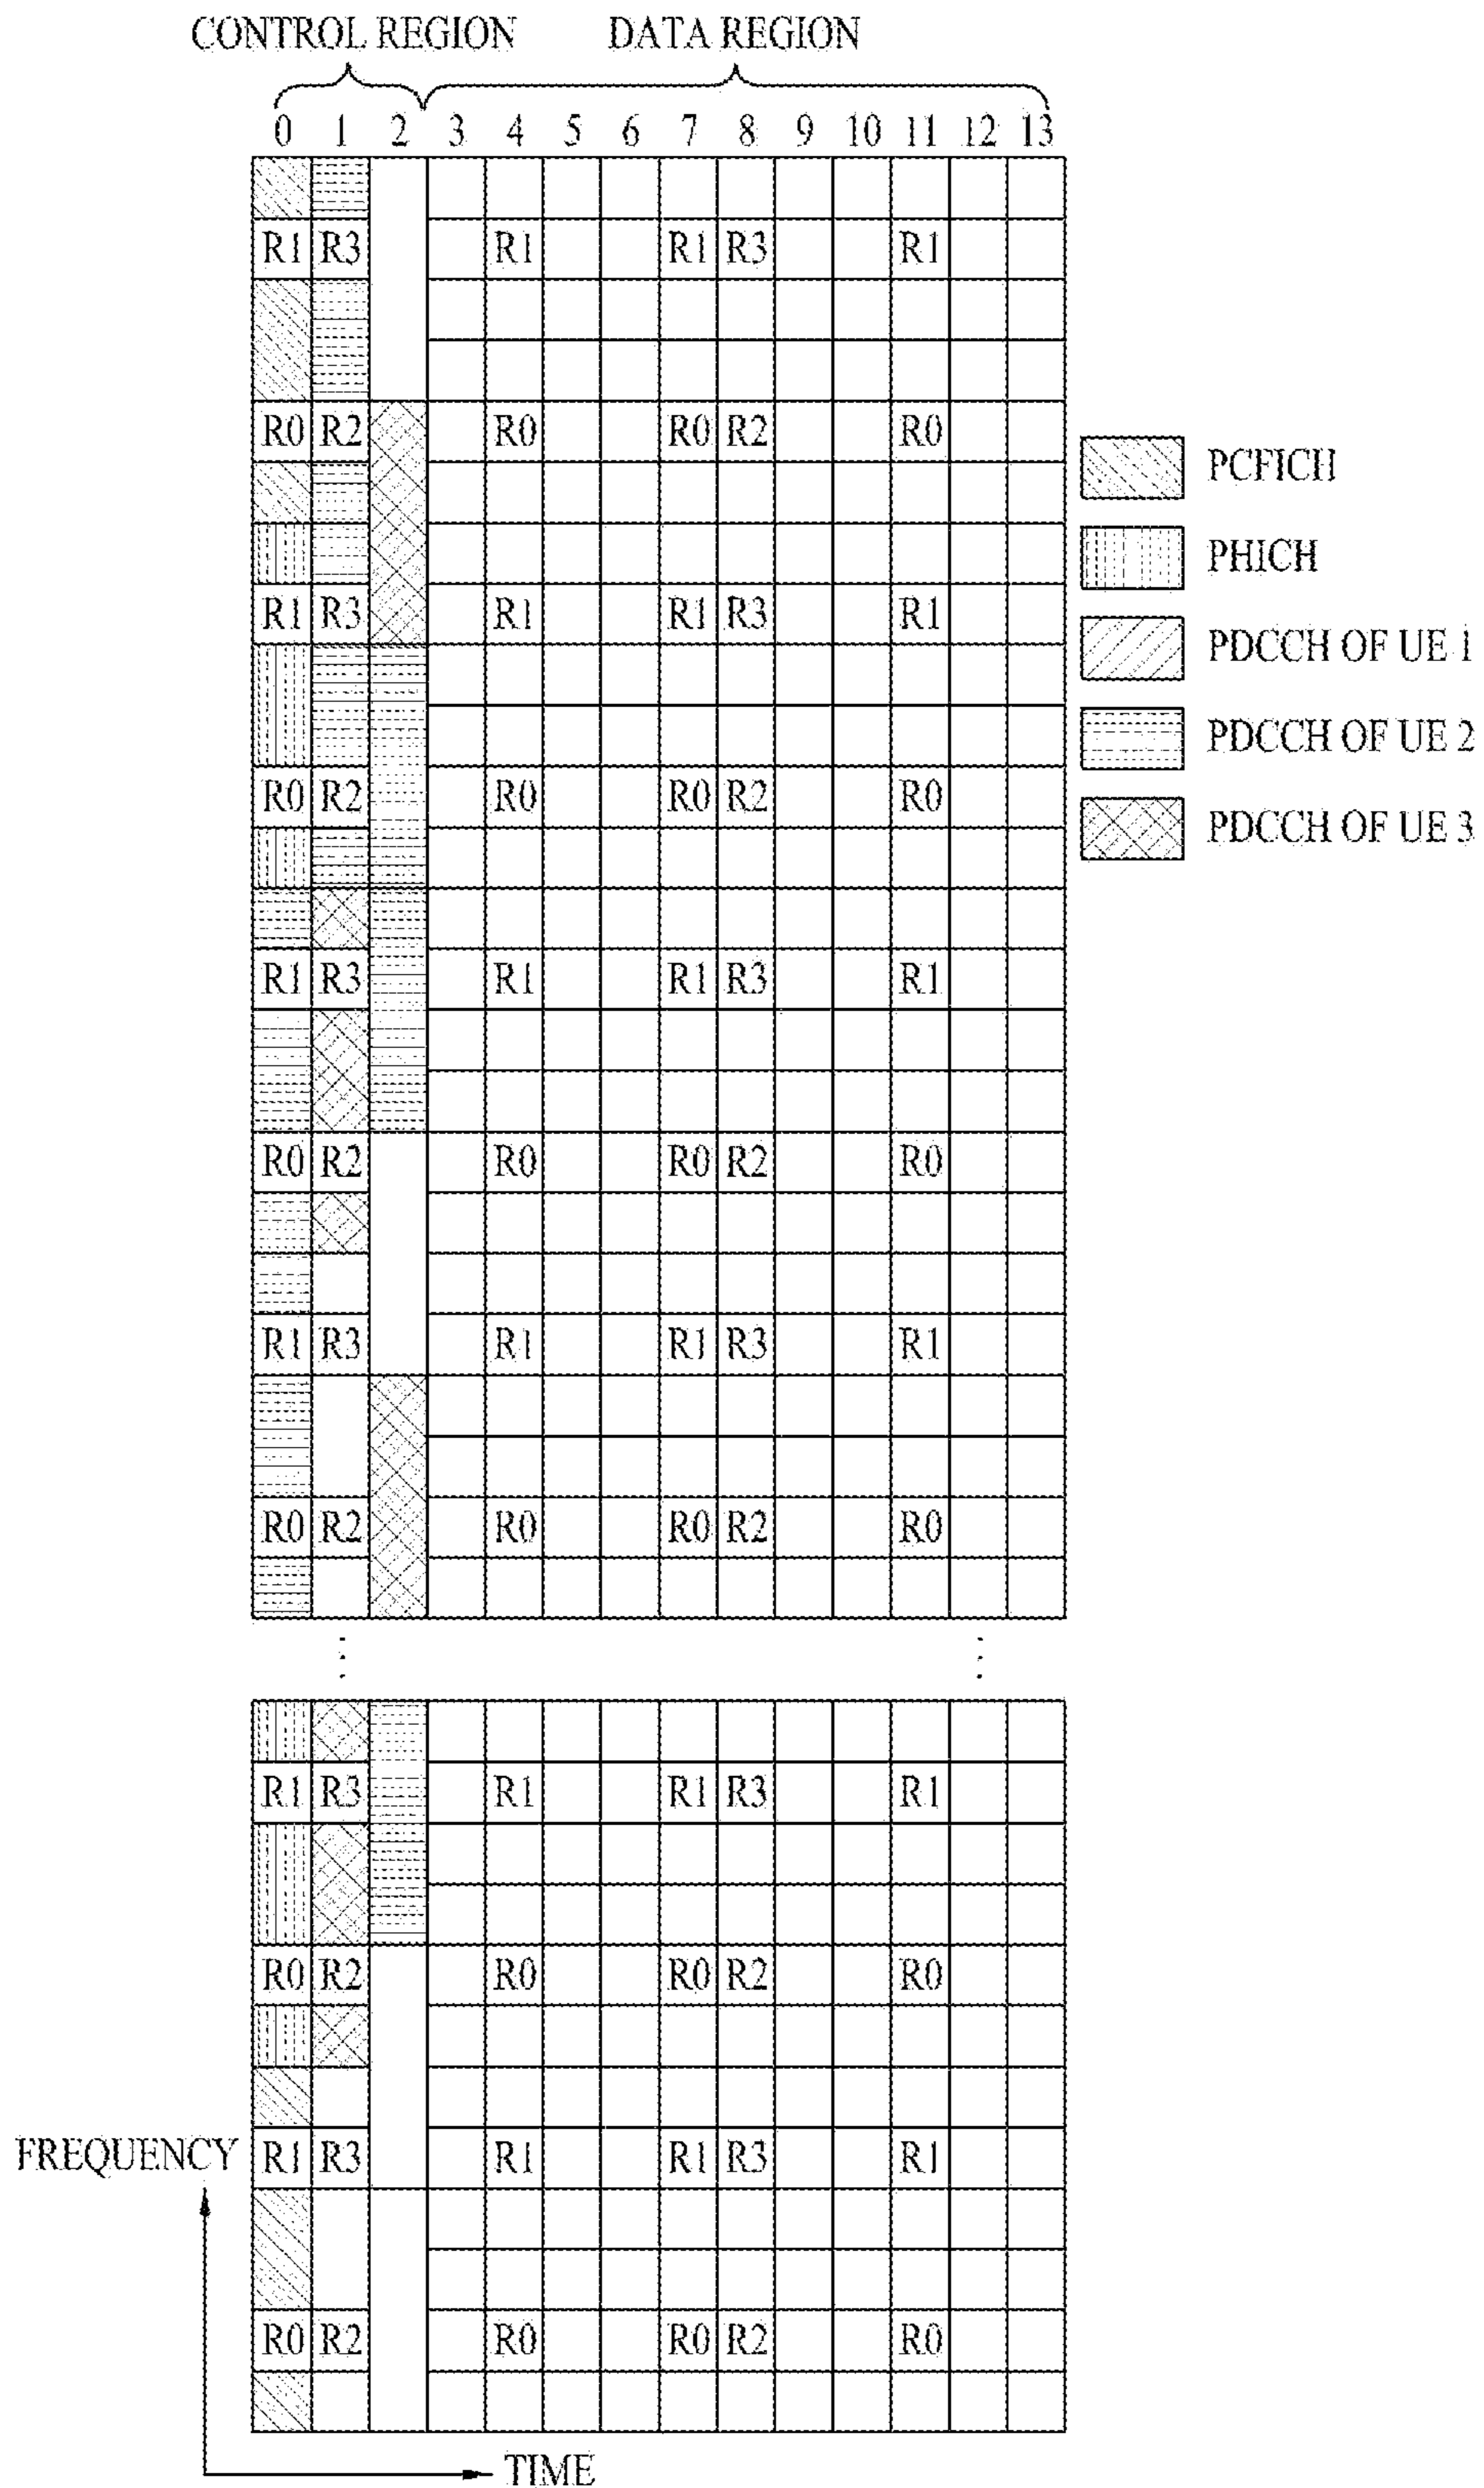 CONTROL REGION DATA REGION
0 1 2 3 4 5 6 7 8 9 10 11 12 13
R1 R3 R1 R1 R3 R1
R0 R2 R0 R0 R2 R0
PCFICH
PHICH
R1 R3 R1 R1 R3 R1
PDCCH OF UE 1
PDCCH OF UE 2
R0 R2 R0 R0 R2 R0
PDCCH OF UE 3
R1 R3 R1 R1 R3 R1
R0 R2 R0 R0 R2 R0
R1 R3 R1 R1 R3 R1
R0 R2 R0 R0 R2 R0
R1 R3 R1 R1 R3 R1
R0 R2 R0 R0 R2 R0
FREQUENCY R1 R3 R1 R1 R3 R1
R0 R2 R0 R0 R2 R0
TIME